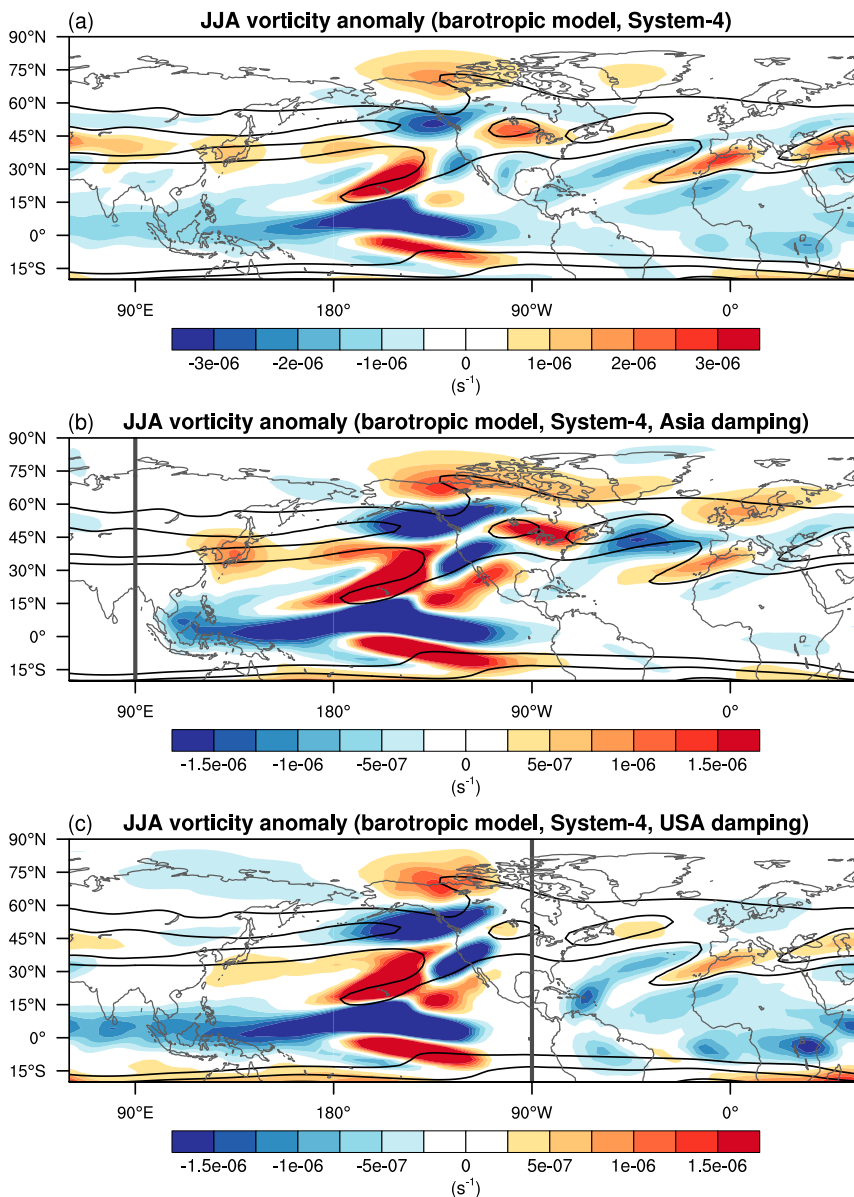 (a) JJA vorticity anomaly (barotropic model, System-4)
90°N
75°N
60°N
45°N
30°N
15°N
0°
15°S
90°E 180° 90°W 0°
-3e-06 -2e-06 -1e-06 0 1e-06 2e-06 3e-06
(s⁻¹)
(b) JJA vorticity anomaly (barotropic model, System-4, Asia damping)
90°N
75°N
60°N
45°N
30°N
15°N
0°
15°S
90°E 180° 90°W 0°
-1.5e-06 -1e-06 -5e-07 0 5e-07 1e-06 1.5e-06
(s⁻¹)
(c) JJA vorticity anomaly (barotropic model, System-4, USA damping)
90°N
75°N
60°N
45°N
30°N
15°N
0°
15°S
90°E 180° 90°W 0°
-1.5e-06 -1e-06 -5e-07 0 5e-07 1e-06 1.5e-06
(s⁻¹)